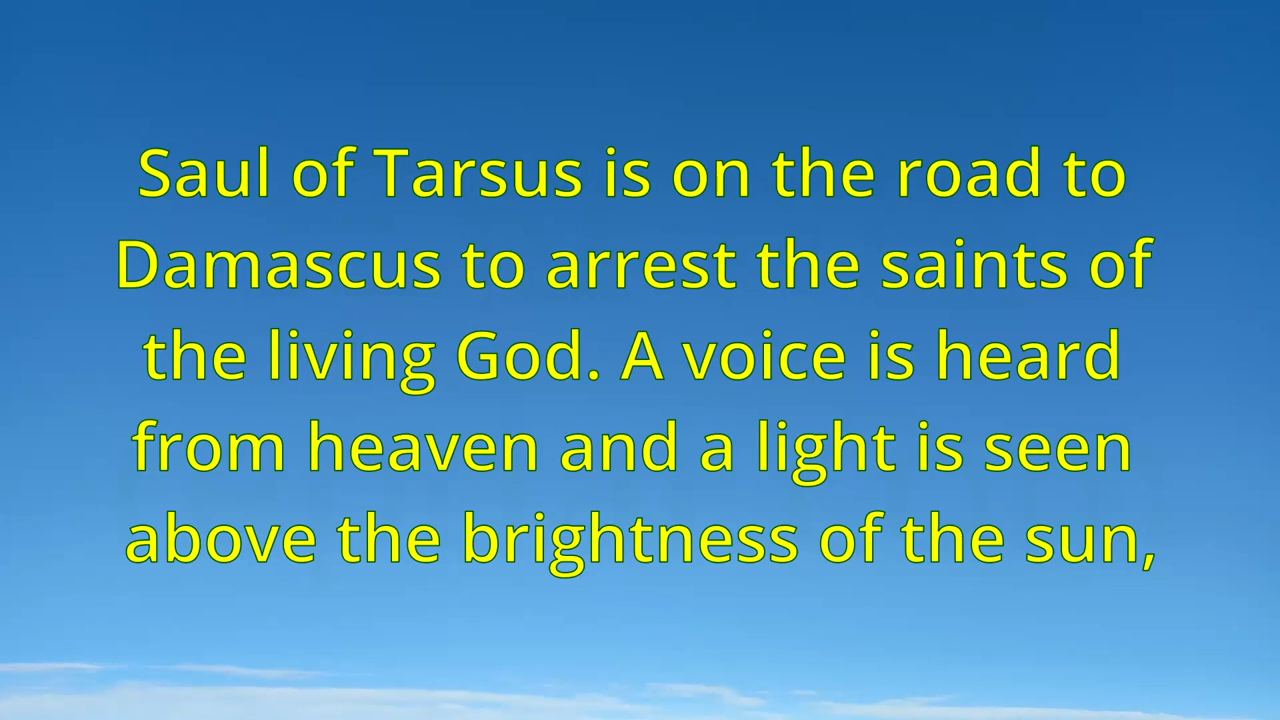 Saul of Tarsus is on the road to
Damascus to arrest the saints of
the living God. A voice is heard
from heaven and a light is seen
above the brightness of the sun,